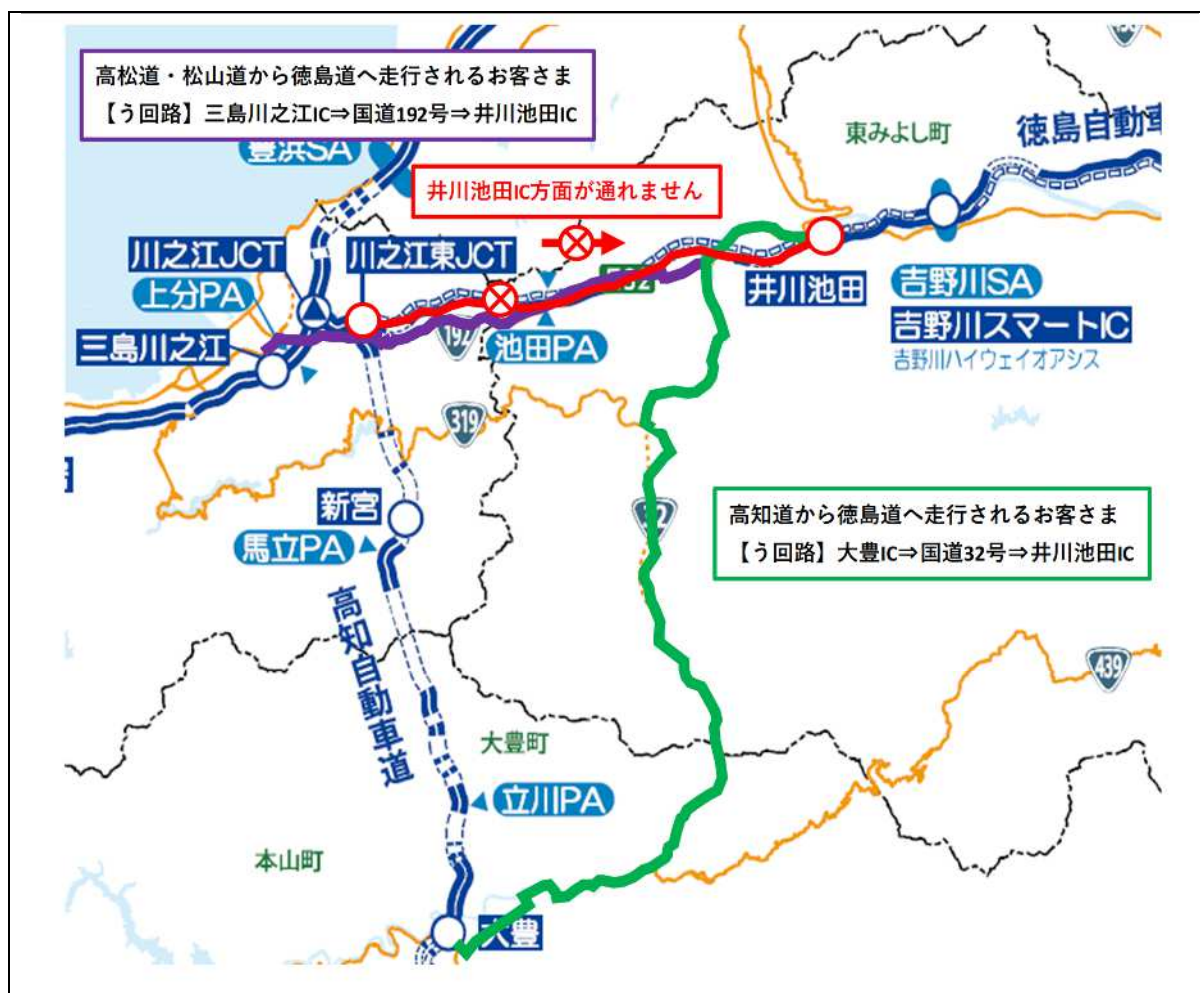 高松道・松山道から徳島道へ走行されるお客さま
【う回路】三島川之江IC⇒国道192号⇒井川池田IC
豊浜SA
東みよし町
徳島自動車
井川池田IC方面が通れません
川之江JCT
川之江東JCT
上分PA
三島川之江
192
池田PA
井川池田
吉野川SA
吉野川スマートIC
吉野川ハイウェイオアシス
319
新宮
馬立PA
32
高知道から徳島道へ走行されるお客さま
【う回路】大豊IC⇒国道32号⇒井川池田IC
高知自動車道
439
大豊町
立川PA
本山町
大豊